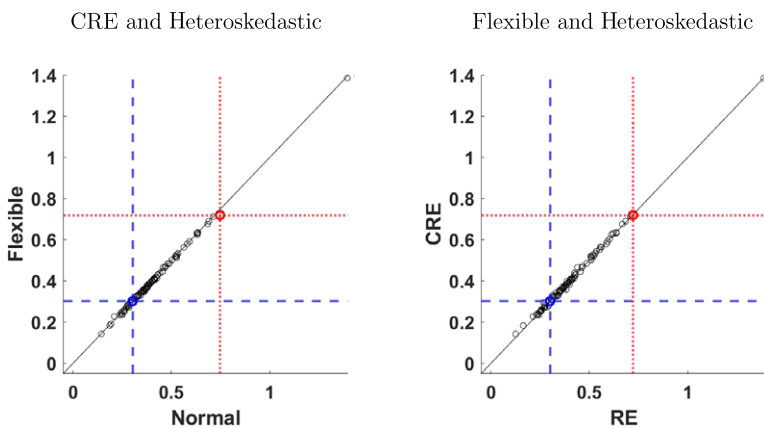 CRE and Heteroskedastic
Flexible
1.4
1.2
1
0.8
0.6
0.4
0.2
0
0 0.5 1
Normal
Flexible and Heteroskedastic
CRE
1.4
1.2
1
0.8
0.6
0.4
0.2
0
0 0.5 1
RE